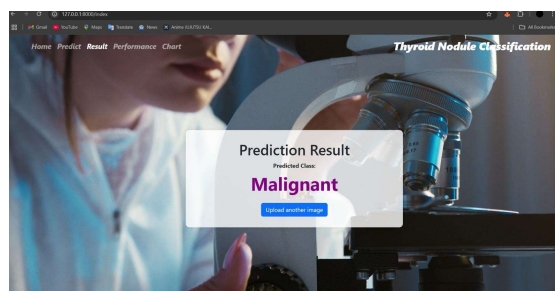 127.0.0.1:8000/index
Gmail YouTube Maps Translate News
All Bookmarks
Home Predict Result Performance Chart
Thyroid Nodule Classification
Prediction Result
Predicted Class:
Malignant
Upload another image